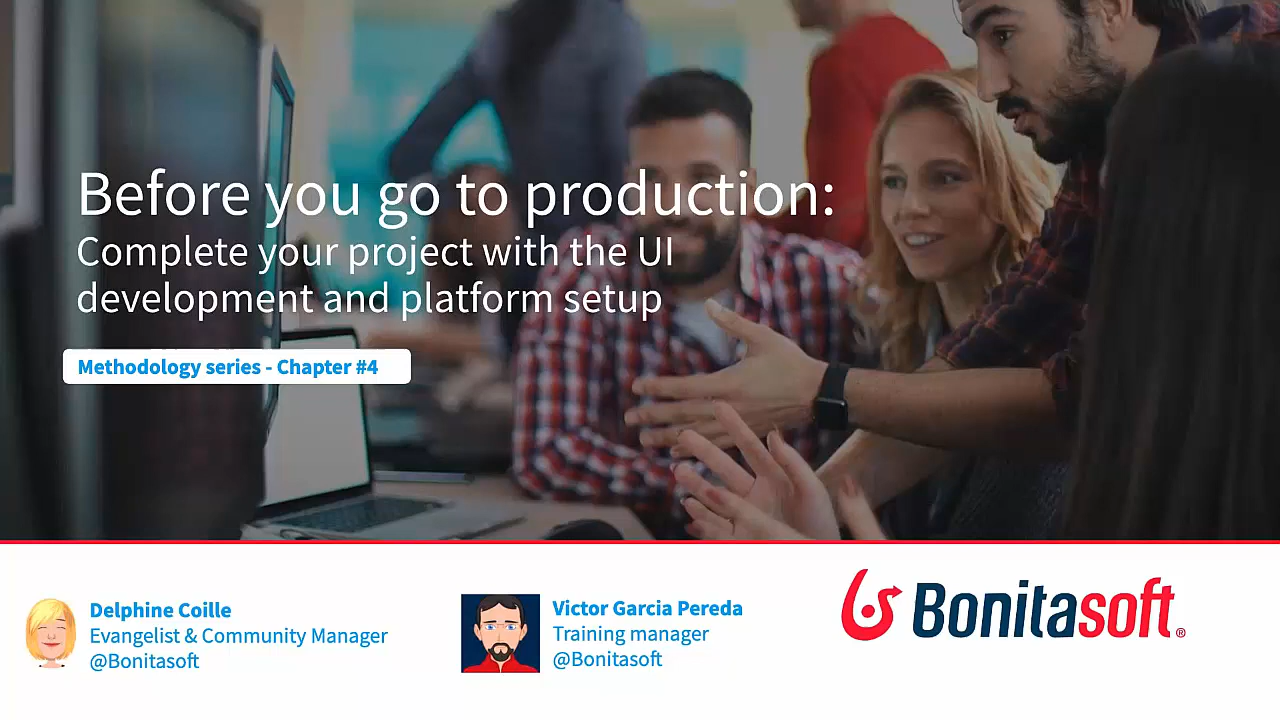 Before you go to production:
Complete your project with the UI
development and platform setup
Methodology series - Chapter #4
Delphine Coille
Evangelist & Community Manager
@Bonitasoft
Victor Garcia Pereda
Training manager
@Bonitasoft
Bonitasoft®